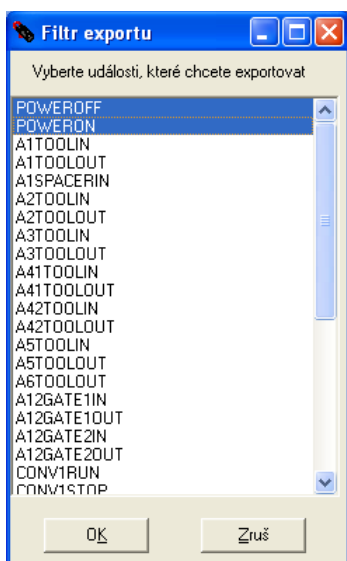 Filtr exportu
Vyberte události, které chcete exportovat
POWEROFF
POWERON
A1TOOLIN
A1TOOLOUT
A1SPACERIN
A2TOOLIN
A2TOOLOUT
A3TOOLIN
A3TOOLOUT
A41TOOLIN
A41TOOLOUT
A42TOOLIN
A42TOOLOUT
A5TOOLIN
A5TOOLOUT
A6TOOLOUT
A12GATE1IN
A12GATE1OUT
A12GATE2IN
A12GATE2OUT
CONV1RUN
CONV1STOP
OK
Zruš